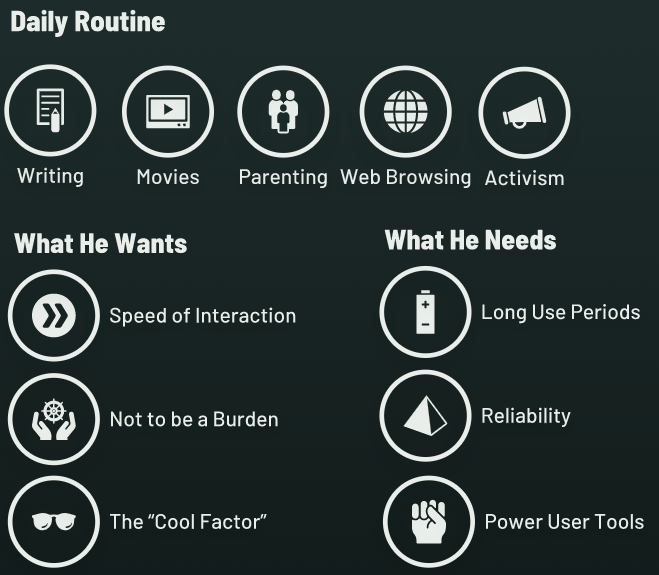 Daily Routine
Writing
Movies
Parenting
Web Browsing
Activism
What He Wants
Speed of Interaction
Not to be a Burden
The “Cool Factor”
What He Needs
Long Use Periods
Reliability
Power User Tools